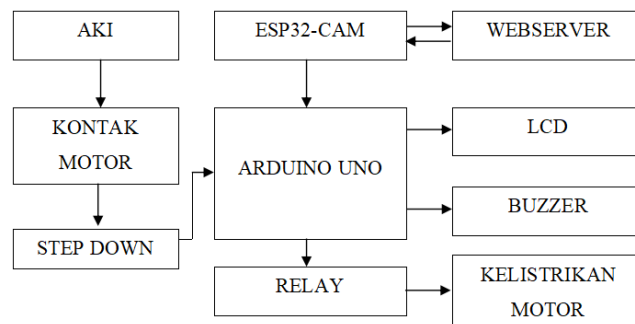 AKI
ESP32-CAM
WEBSERVER
KONTAK
MOTOR
ARDUINO UNO
LCD
BUZZER
STEP DOWN
RELAY
KELISTRIKAN
MOTOR